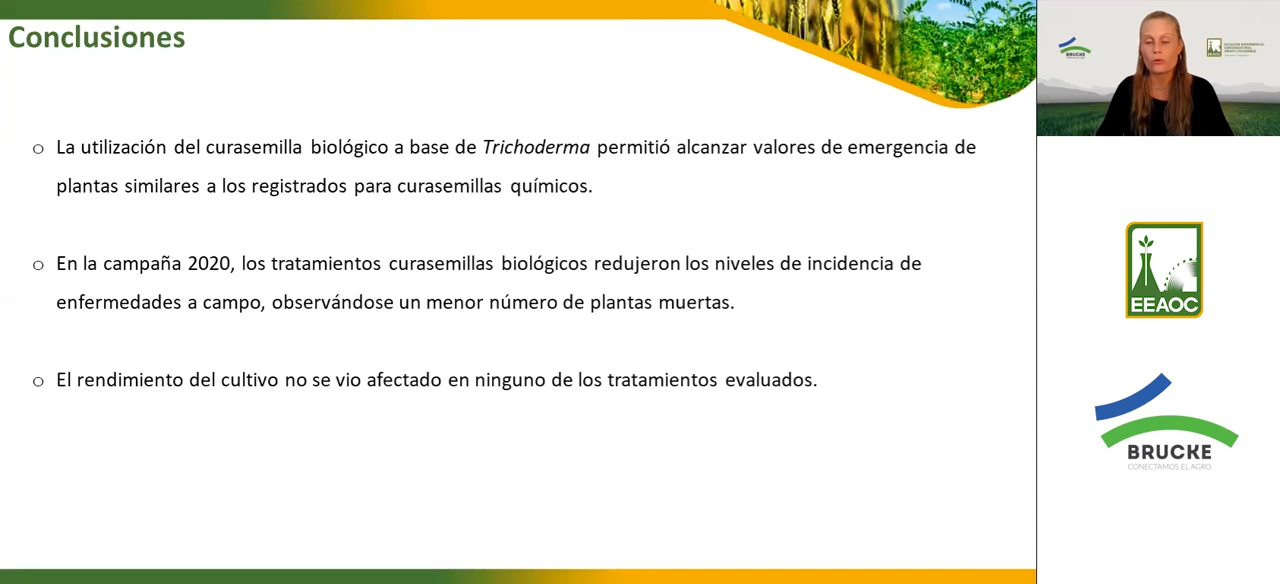 Conclusiones
o La utilización del curasemilla biológico a base de Trichoderma permitió alcanzar valores de emergencia de
plantas similares a los registrados para curasemillas químicos.
o En la campaña 2020, los tratamientos curasemillas biológicos redujeron los niveles de incidencia de
enfermedades a campo, observándose un menor número de plantas muertas.
o El rendimiento del cultivo no se vio afectado en ninguno de los tratamientos evaluados.
BRUCKE
EEAOC
BRUCKE
CONECTAMOS EL AGRO